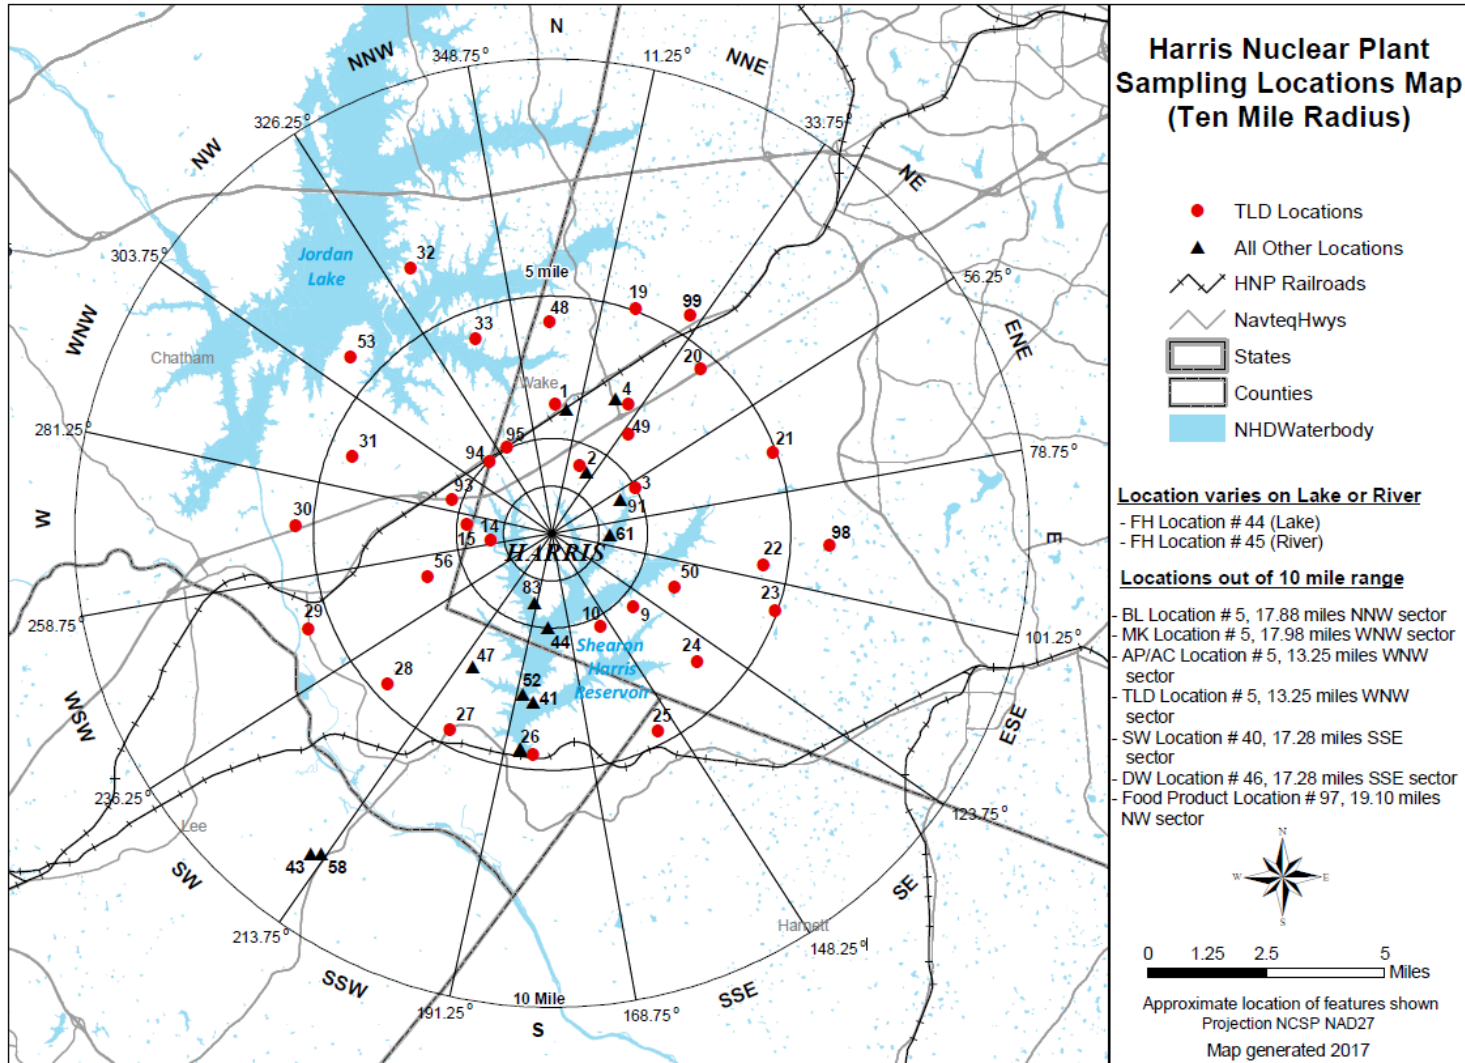 Harris Nuclear Plant
Sampling Locations Map
(Ten Mile Radius)
TLD Locations
All Other Locations
HNP Railroads
NavteqHwys
States
Counties
NHDWaterbody
Location varies on Lake or River
- FH Location # 44 (Lake)
- FH Location # 45 (River)
Locations out of 10 mile range
- BL Location # 5, 17.88 miles NNW sector
- MK Location # 5, 17.98 miles WNW sector
- AP/AC Location # 5, 13.25 miles WNW
sector
- TLD Location # 5, 13.25 miles WNW
sector
- SW Location # 40, 17.28 miles SSE
sector
- DW Location # 46, 17.28 miles SSE sector
- Food Product Location # 97, 19.10 miles
NW sector
N
W
E
S
0 1.25 2.5 5
Miles
Approximate location of features shown
Projection NCSP NAD27
Map generated 2017
N
348.75°
11.25°
NNW
NNE
326.25°
33.75°
NW
NE
303.75°
56.25°
WNW
ENE
281.25°
78.75°
W
E
258.75°
101.25°
WSW
ESE
236.25°
123.75°
SW
SE
213.75°
148.25°
SSW
SSE
191.25°
168.75°
S
10 Mile
5 mile
Jordan
Lake
Chatham
Wake
Lee
Harnett
HARRIS
Shearon
Harris
Reservoir
32
19
99
48
33
53
20
1
4
49
95
94
31
21
2
3
93
91
30
14
15
61
98
22
56
50
23
83
9
10
29
44
24
47
28
52
41
27
26
25
43
58